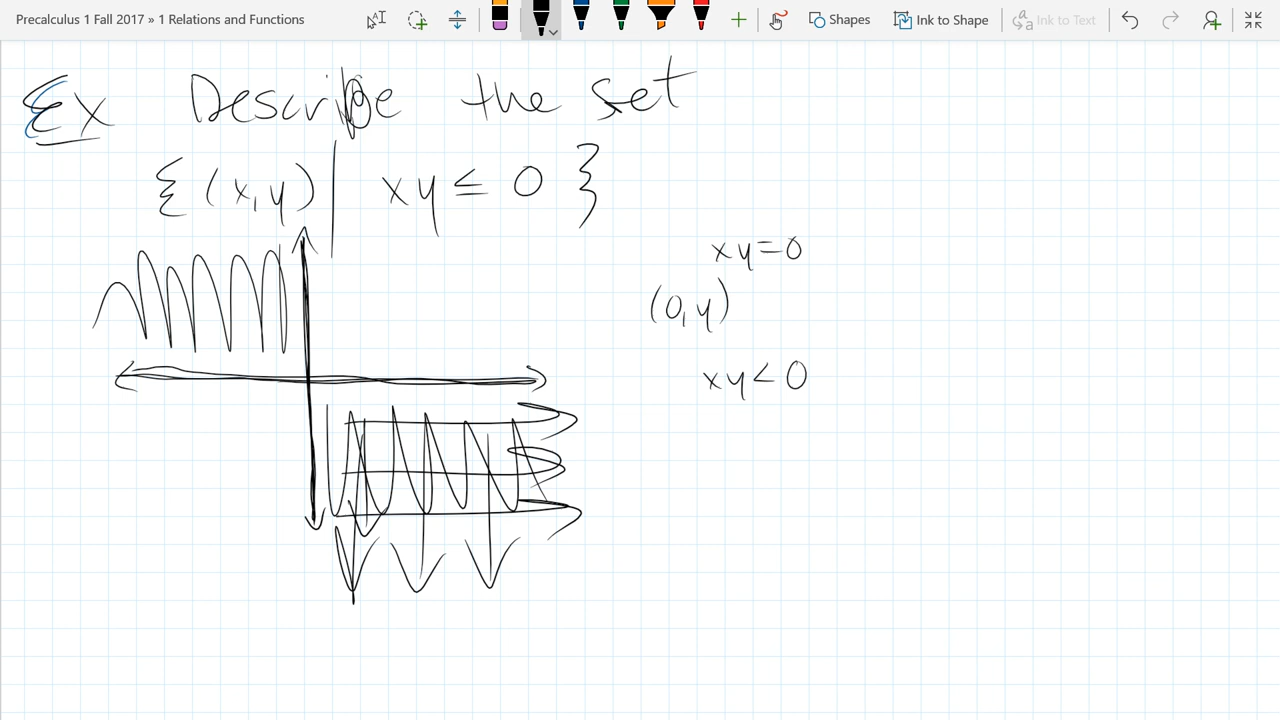 Precalculus 1 Fall 2017 » 1 Relations and Functions
Shapes
Ink to Shape
Ink to Text
Ex Describe the set
{(x,y) | xy ≤ 0}
xy=0
(0,y)
xy<0